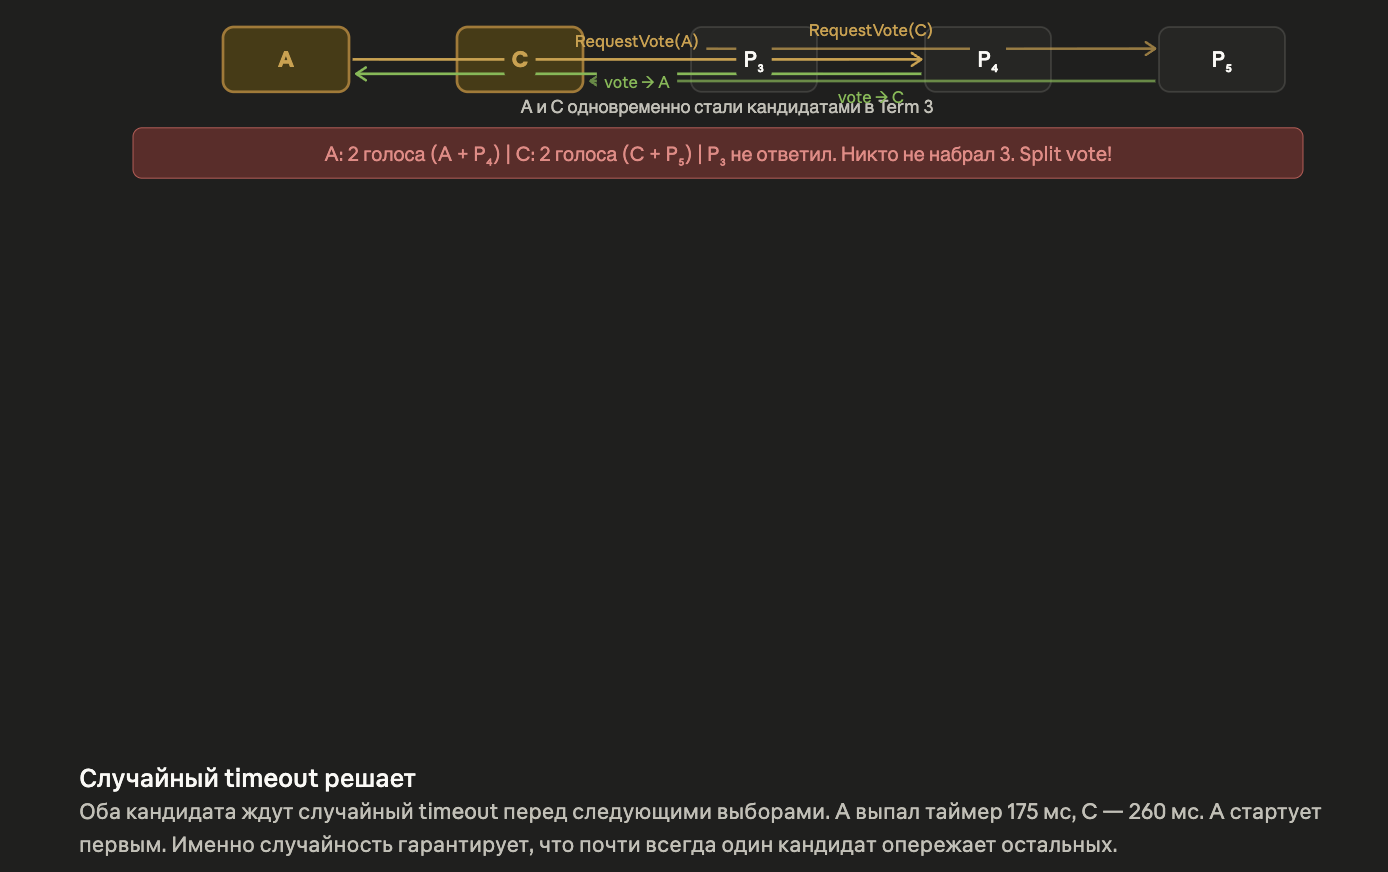 RequestVote(C)
RequestVote(A)
A
C
P₃
P₄
P₅
vote → A
vote → C
А и С одновременно стали кандидатами в Term 3
A: 2 голоса (A + P₄) | C: 2 голоса (C + P₅) | P₃ не ответил. Никто не набрал 3. Split vote!
Случайный timeout решает
Оба кандидата ждут случайный timeout перед следующими выборами. А выпал таймер 175 мс, С — 260 мс. А стартует
первым. Именно случайность гарантирует, что почти всегда один кандидат опережает остальных.